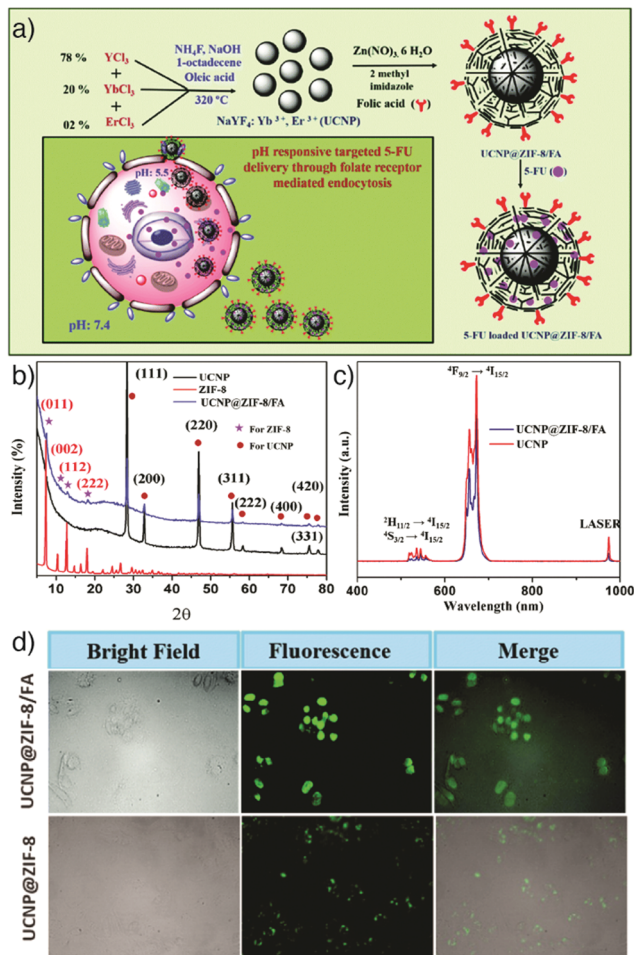 a)
78 % YCl3
+
20 % YbCl3
+
02 % ErCl3
NH4F, NaOH
1-octadecene
Oleic acid
320 °C
NaYF4: Yb 3+, Er 3+ (UCNP)
Zn(NO)3, 6 H2O
2 methyl
imidazole
Folic acid ( )
UCNP@ZIF-8/FA
5-FU ( )
5-FU loaded UCNP@ZIF-8/FA
pH responsive targeted 5-FU
delivery through folate receptor
mediated endocytosis
pH: 5.5
pH: 7.4
b)
Intensity (%)
(011)
(002)
(112)
(222)
(111)
(200)
(220)
(311)
(222)
(400)
(420)
(331)
UCNP
ZIF-8
UCNP@ZIF-8/FA
For ZIF-8
For UCNP
10 20 30 40 50 60 70 80
2θ
c)
Intensity (a.u.)
4F9/2 → 4I15/2
UCNP@ZIF-8/FA
UCNP
2H11/2 → 4I15/2
4S3/2 → 4I15/2
LASER
400 600 800 1000
Wavelength (nm)
d)
Bright Field Fluorescence Merge
UCNP@ZIF-8/FA
UCNP@ZIF-8